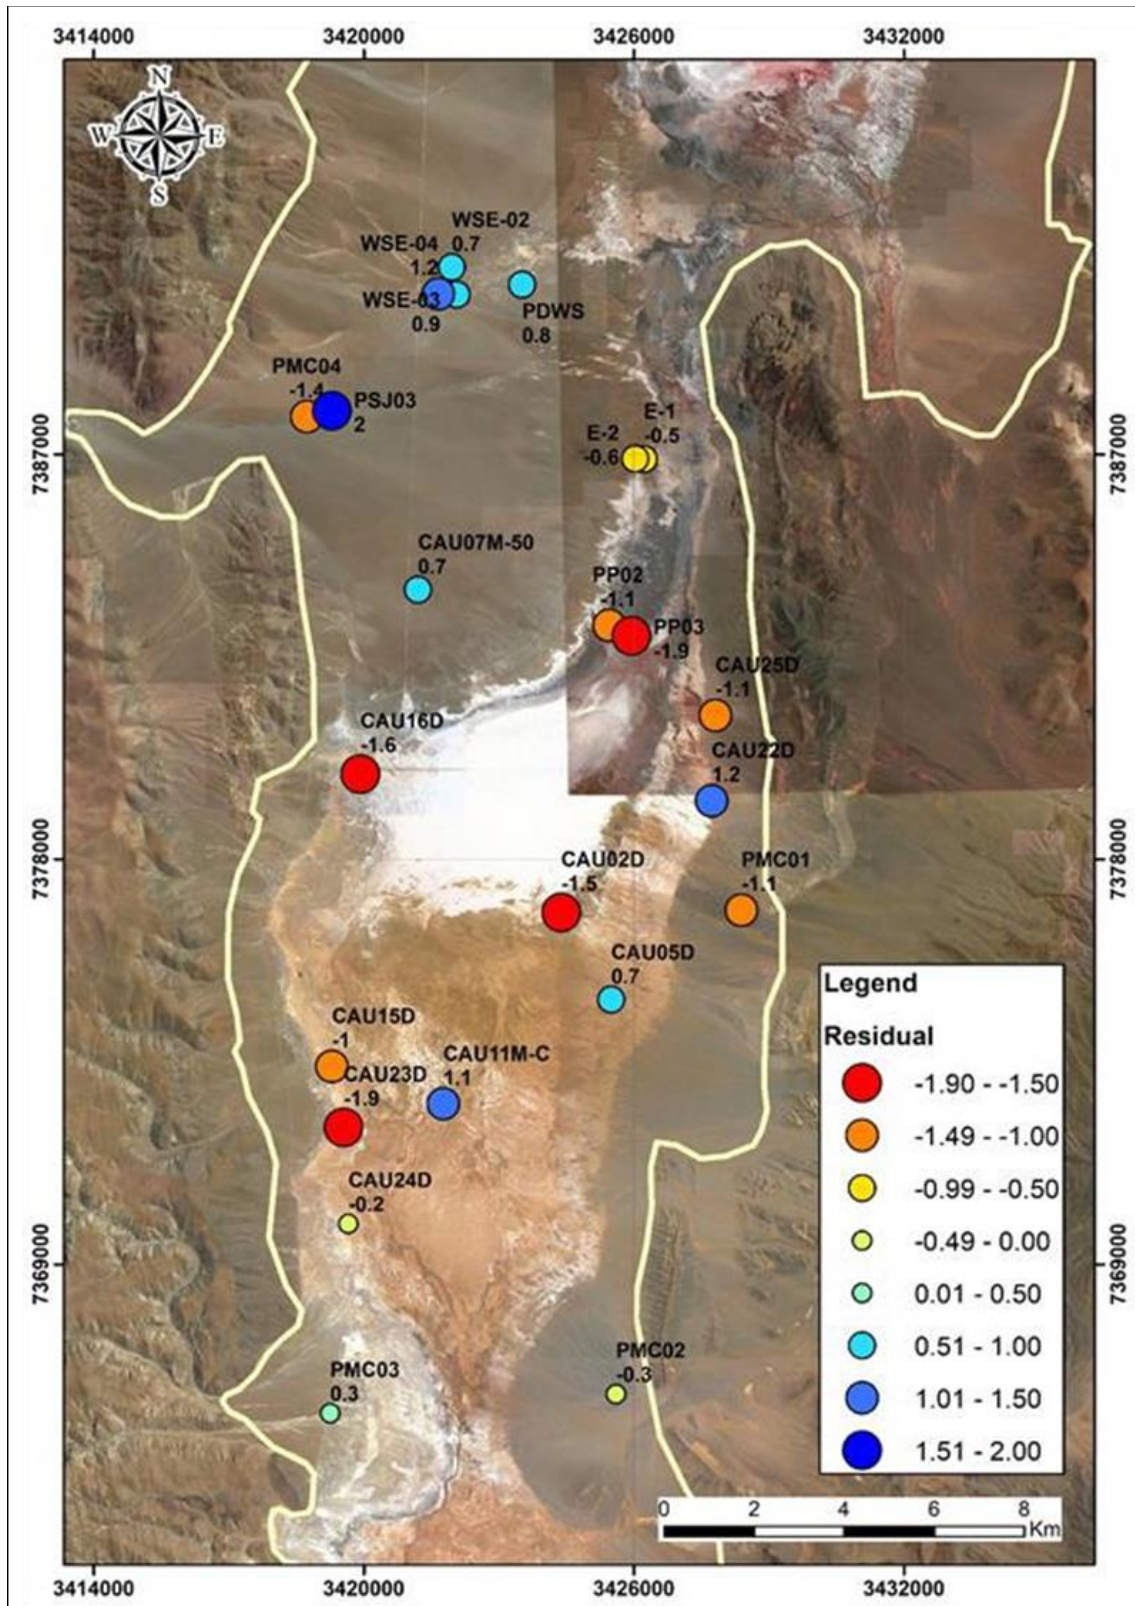 3414000
3420000
3426000
3432000
N
W E
S
WSE-02
0.7
WSE-04
1.2
WSE-03
0.9
PDWS
0.8
PMC04
-1.4
PSJ03
2
E-1
-0.5
E-2
-0.6
7387000
7387000
CAU07M-50
0.7
PP02
-1.1
PP03
-1.9
CAU25D
-1.1
CAU16D
-1.6
CAU22D
1.2
7378000
7378000
CAU02D
-1.5
PMC01
-1.1
CAU05D
0.7
CAU15D
-1
CAU23D
-1.9
CAU11M-C
1.1
CAU24D
-0.2
7369000
7369000
PMC03
0.3
PMC02
-0.3
Legend
Residual
-1.90 - -1.50
-1.49 - -1.00
-0.99 - -0.50
-0.49 - 0.00
0.01 - 0.50
0.51 - 1.00
1.01 - 1.50
1.51 - 2.00
0 2 4 6 8
Km
3414000
3420000
3426000
3432000